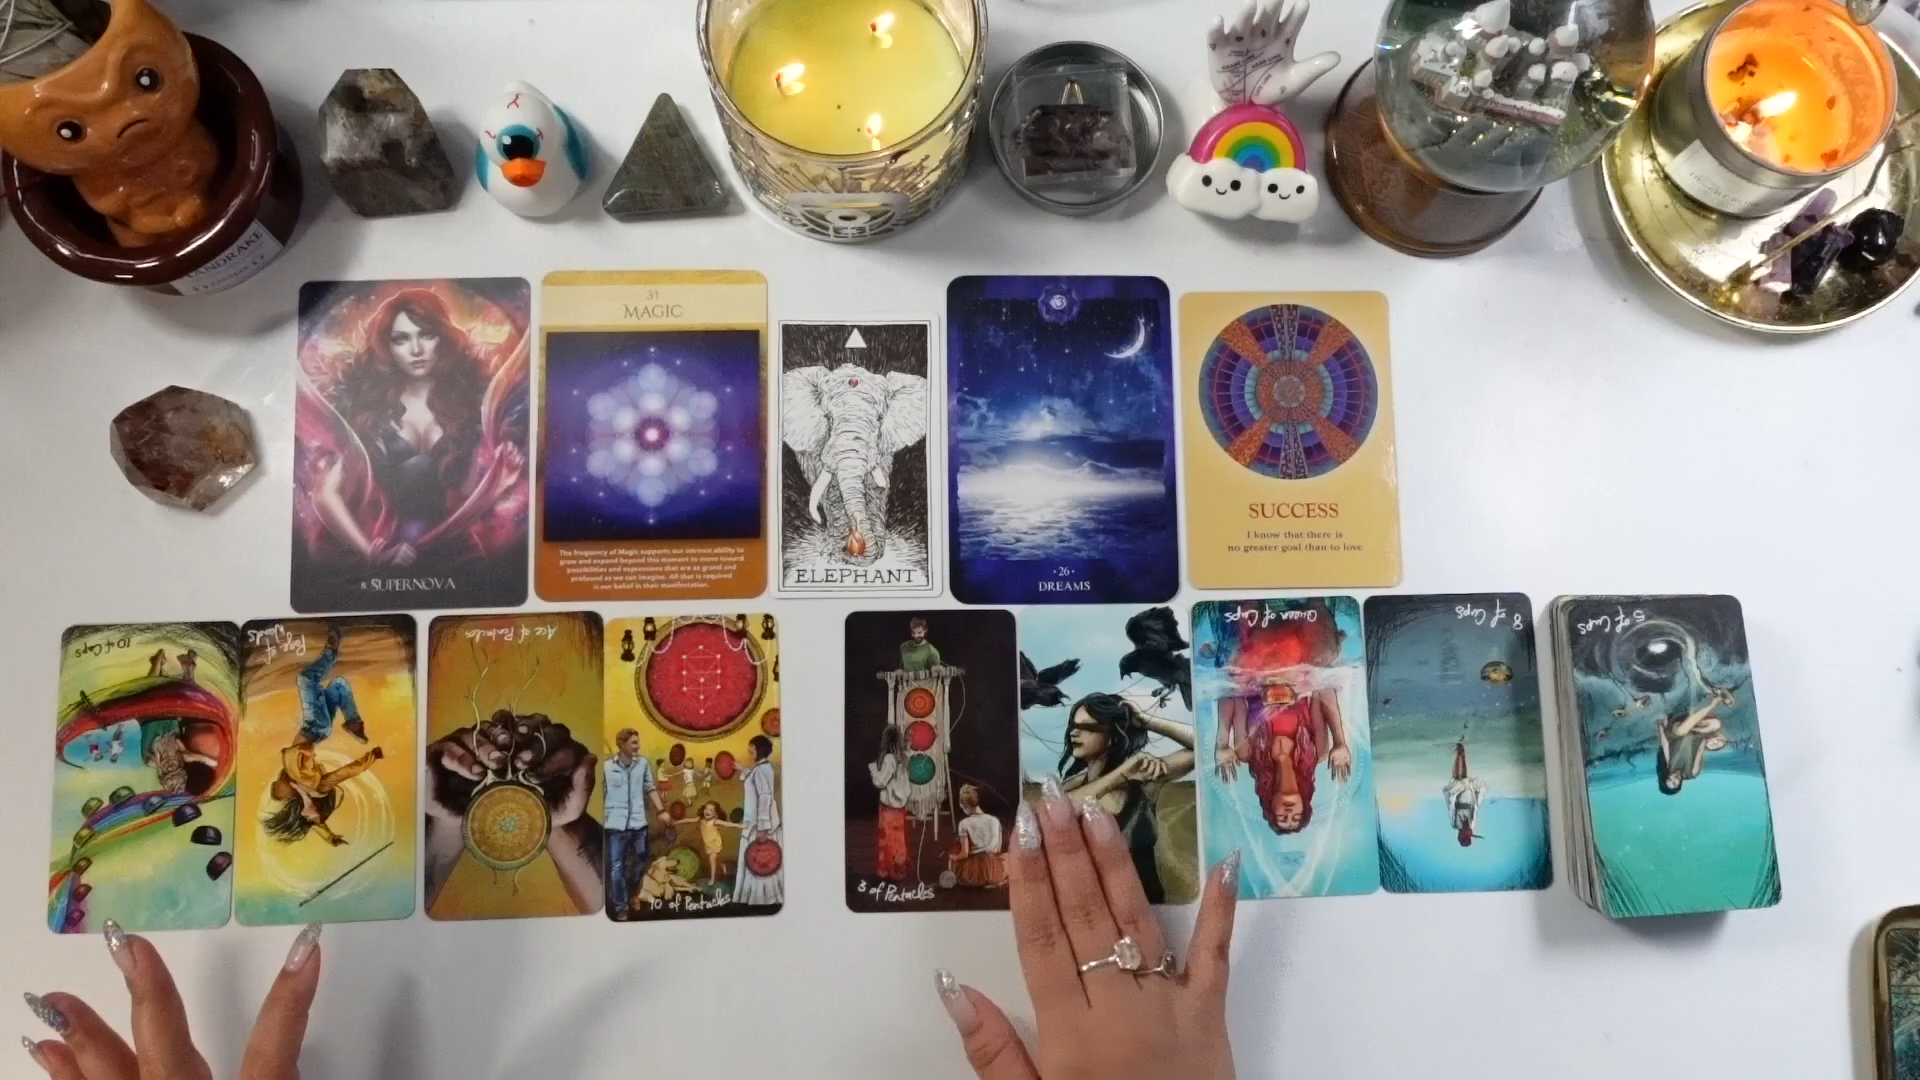 MANDRAKE
31
MAGIC
The frequency of Magic supports our intrinsic ability to
grow and expand beyond this moment to move toward
possibilities and expressions that are as grand and
profound as we can imagine. All that is required
is our belief in their manifestation.
8. SUPERNOVA
ELEPHANT
· 26 ·
DREAMS
SUCCESS
I know that there is
no greater goal than to love
10 of Cups
Page of
Wands
Ace of Pentacles
10 of Pentacles
3 of Pentacles
Queen of Cups
8 of Cups
5 of Cups